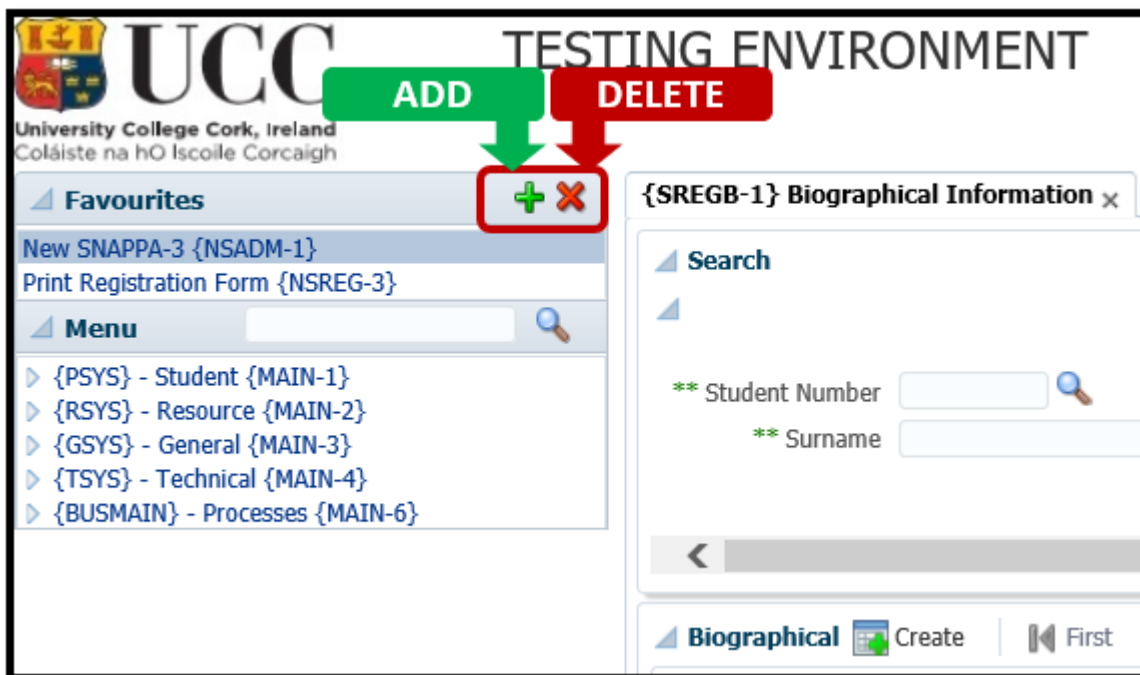 UCC
TESTING ENVIRONMENT
ADD
DELETE
University College Cork, Ireland
Coláiste na hO Iscoile Corcaigh
Favourites
{SREGB-1} Biographical Information
New SNAPPA-3 {NSADM-1}
Print Registration Form {NSREG-3}
Search
Menu
{PSYS} - Student {MAIN-1}
{RSYS} - Resource {MAIN-2}
{GSYS} - General {MAIN-3}
{TSYS} - Technical {MAIN-4}
{BUSMAIN} - Processes {MAIN-6}
** Student Number
** Surname
Biographical Create First